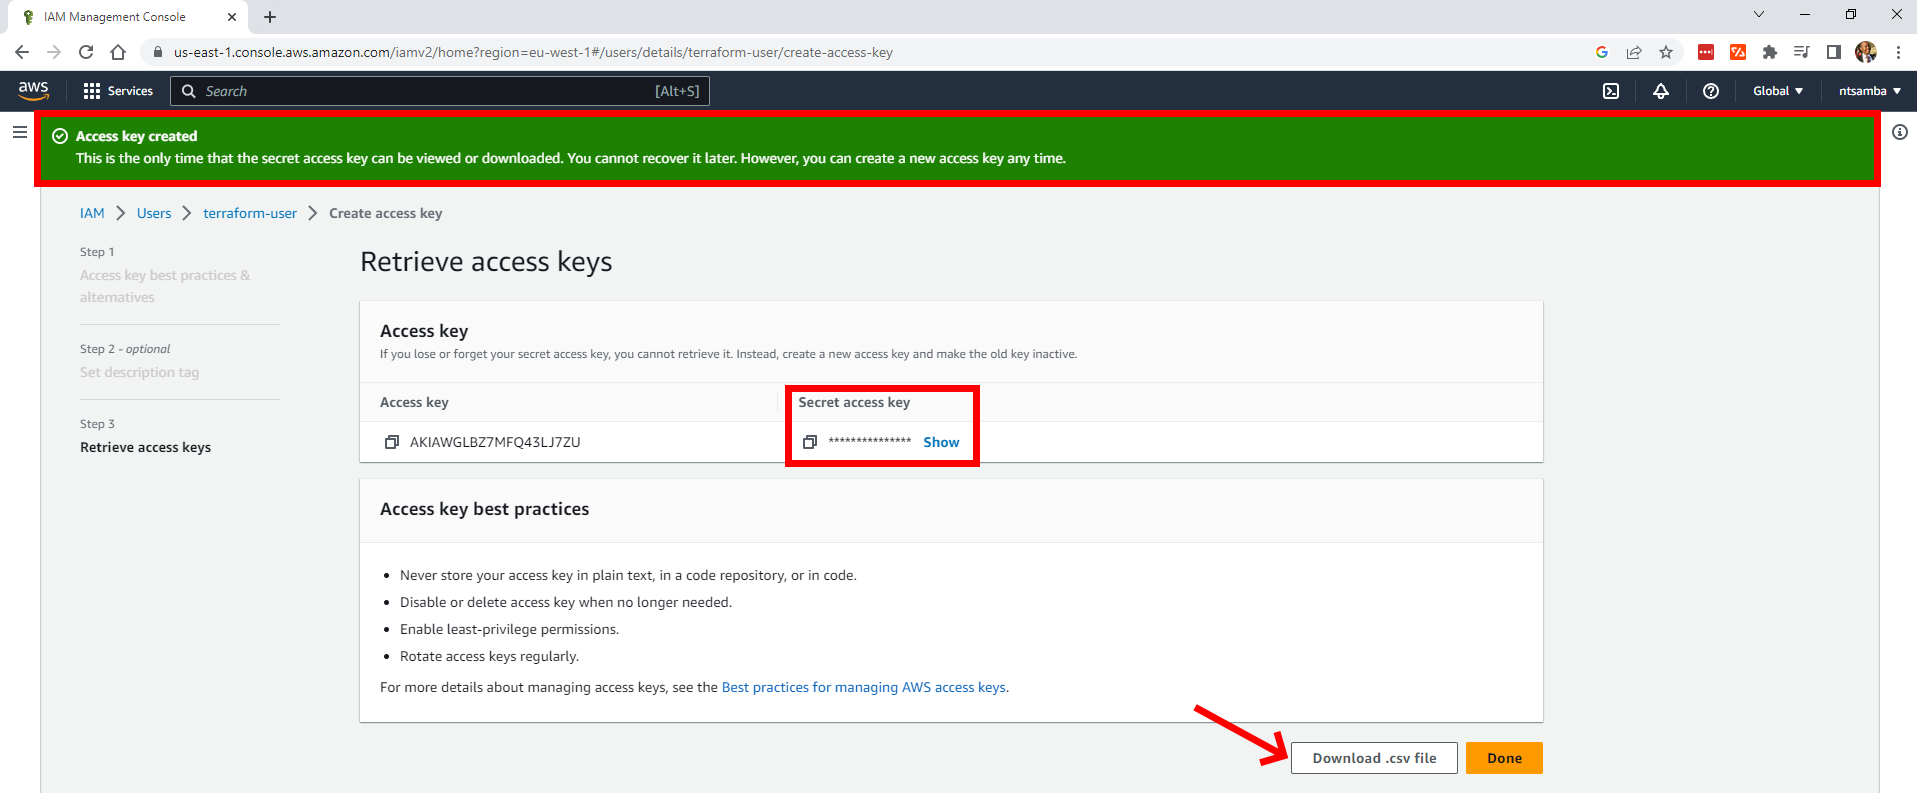 IAM Management Console
us-east-1.console.aws.amazon.com/iamv2/home?region=eu-west-1#/users/details/terraform-user/create-access-key
aws
Services
Search
[Alt+S]
Global
ntsamba
Access key created
This is the only time that the secret access key can be viewed or downloaded. You cannot recover it later. However, you can create a new access key any time.
IAM > Users > terraform-user > Create access key
Step 1
Access key best practices &
alternatives
Step 2 - optional
Set description tag
Step 3
Retrieve access keys
Retrieve access keys
Access key
If you lose or forget your secret access key, you cannot retrieve it. Instead, create a new access key and make the old key inactive.
Access key
Secret access key
AKIAWGLBZ7MFQ43LJ7ZU
*************** Show
Access key best practices
• Never store your access key in plain text, in a code repository, or in code.
• Disable or delete access key when no longer needed.
• Enable least-privilege permissions.
• Rotate access keys regularly.
For more details about managing access keys, see the Best practices for managing AWS access keys.
Download .csv file
Done